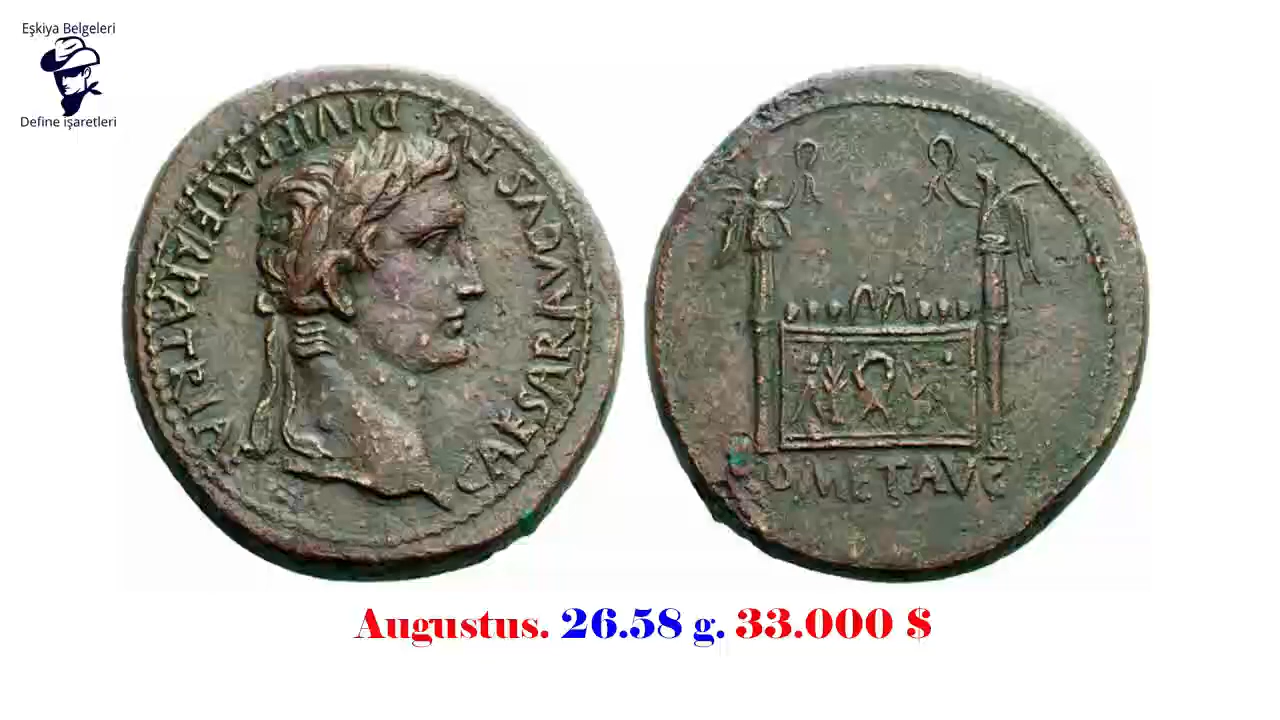 Eşkiya Belgeleri
Define işaretleri
CAESAR AVGVSTVS DIVI F PATER PATRIAE
ROM ET AVG
Augustus. 26.58 g. 33.000 $